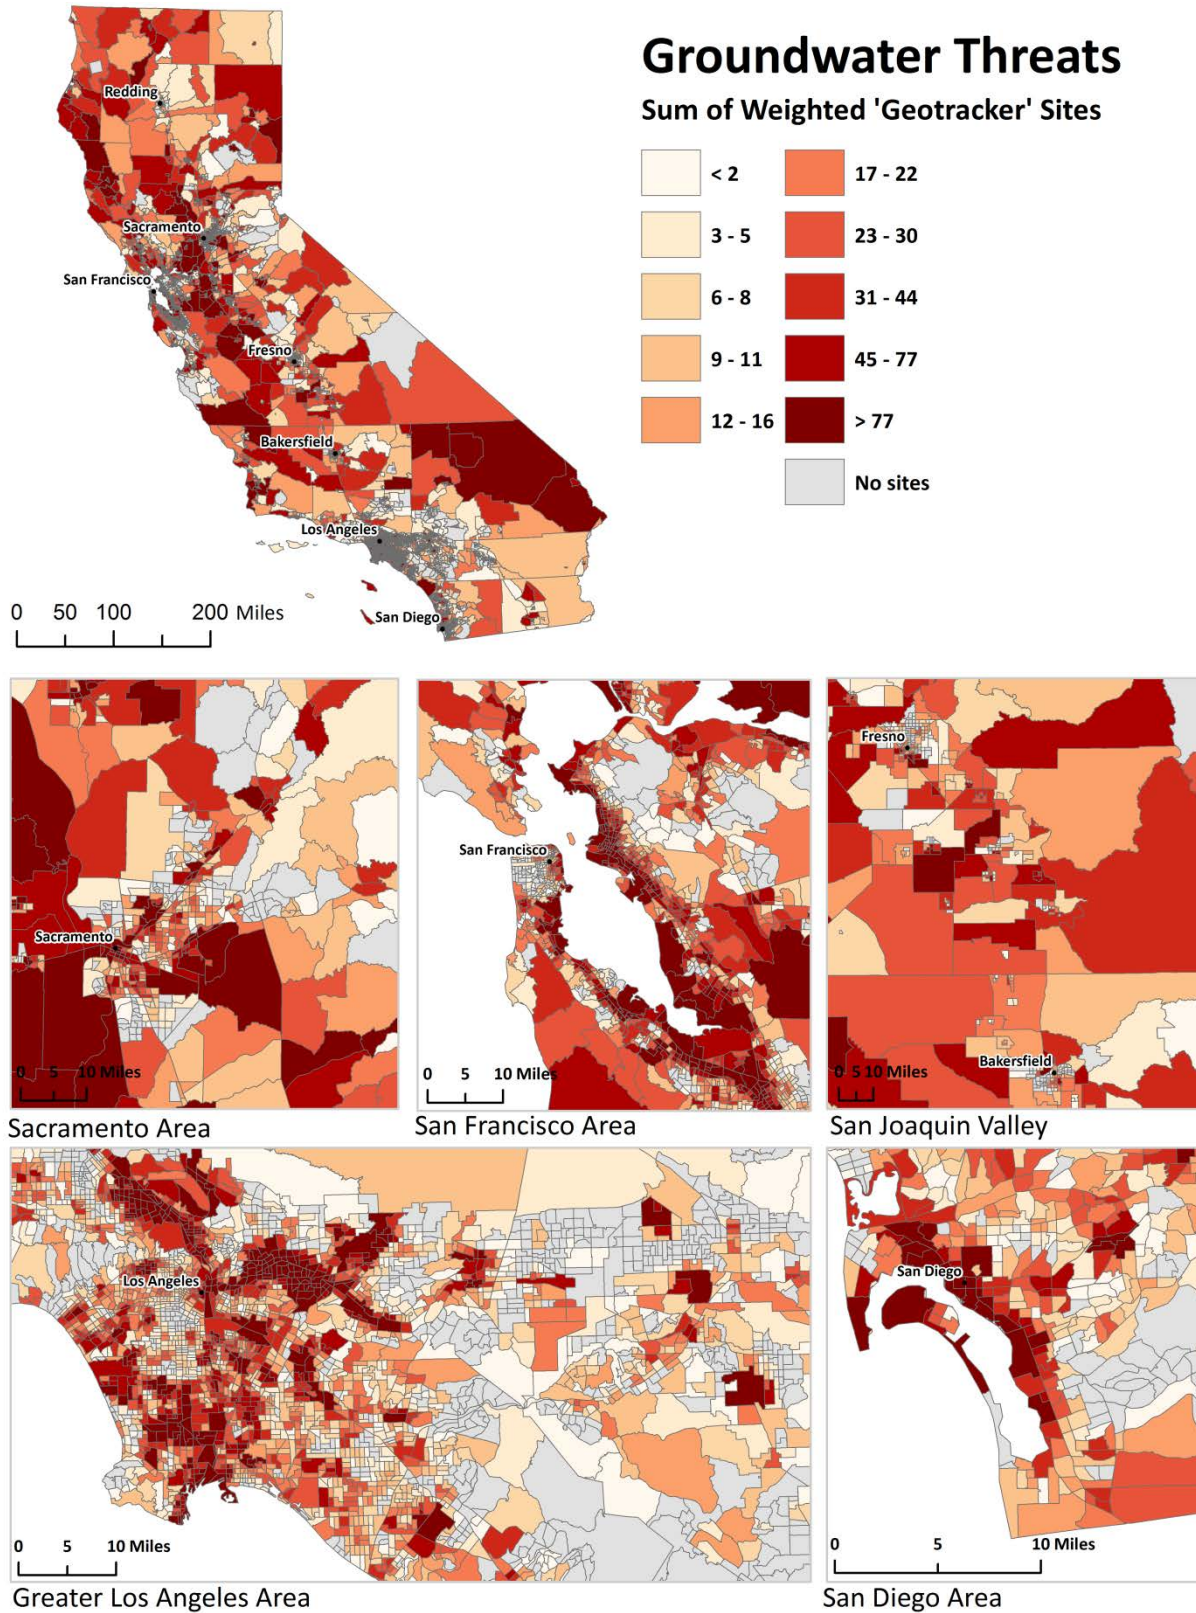 Groundwater Threats
Sum of Weighted 'Geotracker' Sites
< 2
17 - 22
3 - 5
23 - 30
6 - 8
31 - 44
9 - 11
45 - 77
12 - 16
> 77
No sites
Redding
Sacramento
San Francisco
Fresno
Bakersfield
Los Angeles
San Diego
0 50 100 200 Miles
Sacramento
0 5 10 Miles
Sacramento Area
San Francisco
0 5 10 Miles
San Francisco Area
Fresno
Bakersfield
0 5 10 Miles
San Joaquin Valley
Los Angeles
0 5 10 Miles
Greater Los Angeles Area
San Diego
0 5 10 Miles
San Diego Area